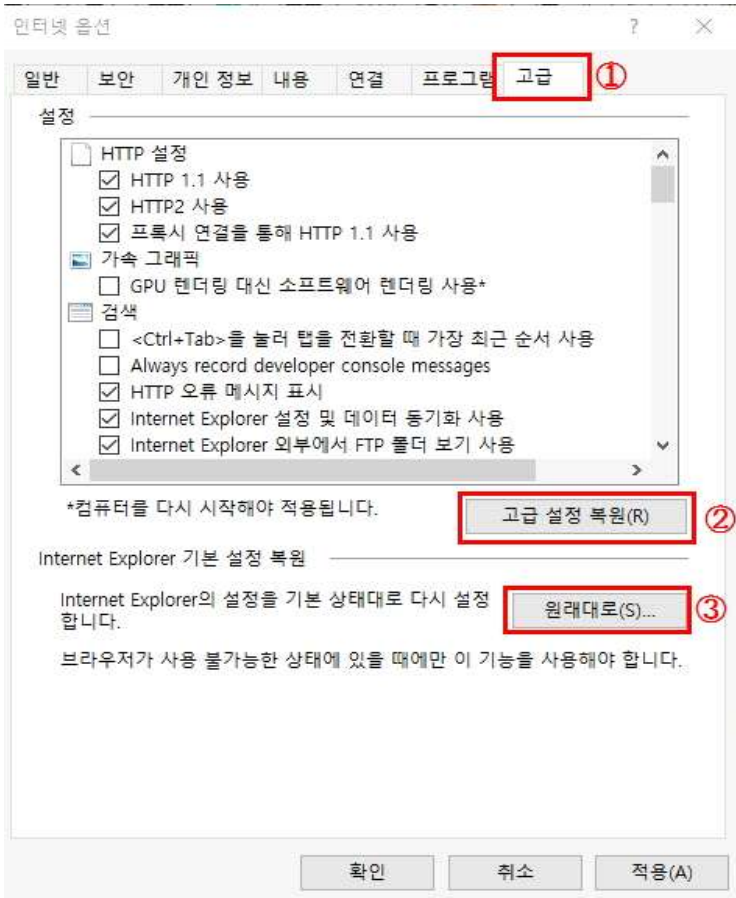 인터넷 옵션 ? ×
일반 보안 개인 정보 내용 연결 프로그램 고급 ①
설정
HTTP 설정
HTTP 1.1 사용
HTTP2 사용
프록시 연결을 통해 HTTP 1.1 사용
가속 그래픽
GPU 렌더링 대신 소프트웨어 렌더링 사용*
검색
<Ctrl+Tab>을 눌러 탭을 전환할 때 가장 최근 순서 사용
Always record developer console messages
HTTP 오류 메시지 표시
Internet Explorer 설정 및 데이터 동기화 사용
Internet Explorer 외부에서 FTP 폴더 보기 사용
*컴퓨터를 다시 시작해야 적용됩니다.
고급 설정 복원(R) ②
Internet Explorer 기본 설정 복원
Internet Explorer의 설정을 기본 상태대로 다시 설정
합니다.
원래대로(S)... ③
브라우저가 사용 불가능한 상태에 있을 때에만 이 기능을 사용해야 합니다.
확인 취소 적용(A)